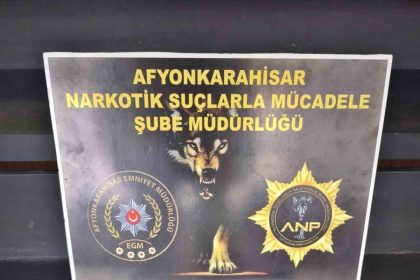 AFYONKARAHİSAR
NARKOTİK SUÇLARLA MÜCADELE
ŞUBE MÜDÜRLÜĞÜ
AFYONKARAHİSAR EMNİYET MÜDÜRLÜĞÜ
EGM
ANP